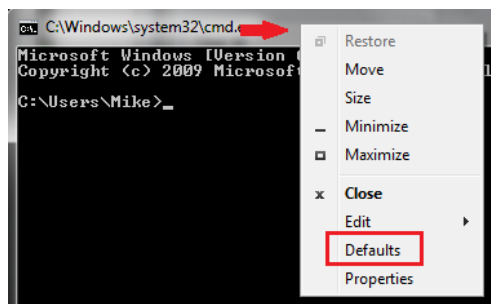 C:\Windows\system32\cmd.e
Microsoft Windows [Version
Copyright (c) 2009 Microsoft
C:\Users\Mike>_
Restore
Move
Size
Minimize
Maximize
x Close
Edit
Defaults
Properties